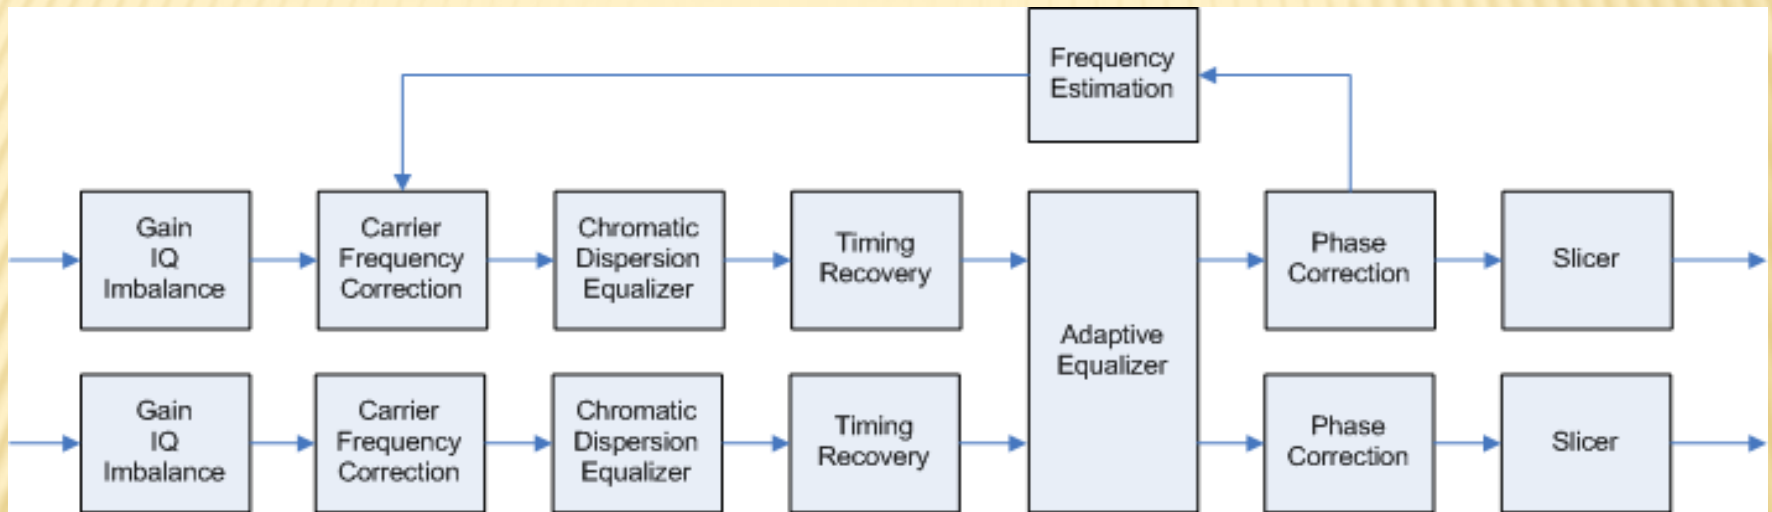 Frequency
Estimation
Gain
IQ
Imbalance
Carrier
Frequency
Correction
Chromatic
Dispersion
Equalizer
Timing
Recovery
Adaptive
Equalizer
Phase
Correction
Slicer
Gain
IQ
Imbalance
Carrier
Frequency
Correction
Chromatic
Dispersion
Equalizer
Timing
Recovery
Phase
Correction
Slicer